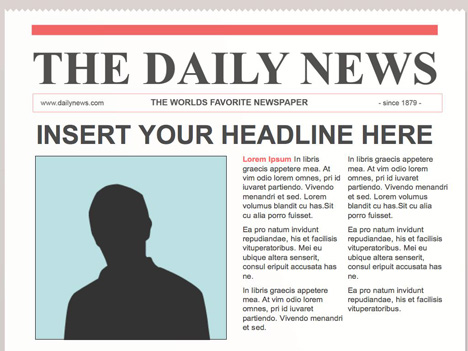 THE DAILY NEWS
www.dailynews.com THE WORLDS FAVORITE NEWSPAPER - since 1879 -
INSERT YOUR HEADLINE HERE
Lorem Ipsum In libris
graecis appetere mea. At
vim odio lorem omnes, pri id
iuvaret partiendo. Vivendo
menandri et sed. Lorem
volumus blandit cu has.Sit
cu alia porro fuisset.
Ea pro natum invidunt
repudiandae, his et facilisis
vituperatoribus. Mei eu
ubique altera senserit,
consul eripuit accusata has
ne.
In libris graecis appetere
mea. At vim odio lorem
omnes, pri id iuvaret
partiendo. Vivendo menandri
et sed.
In libris graecis appetere
mea. At vim odio lorem
omnes, pri id iuvaret
partiendo. Vivendo menandri
et sed. Lorem volumus
blandit cu has.Sit cu alia
porro fuisset.
Ea pro natum invidunt
repudiandae, his et facilisis
vituperatoribus. Mei eu
ubique altera senserit,
consul eripuit accusata has
ne.
Ea pro natum invidunt
repudiandae, his et facilisis
vituperatoribus.